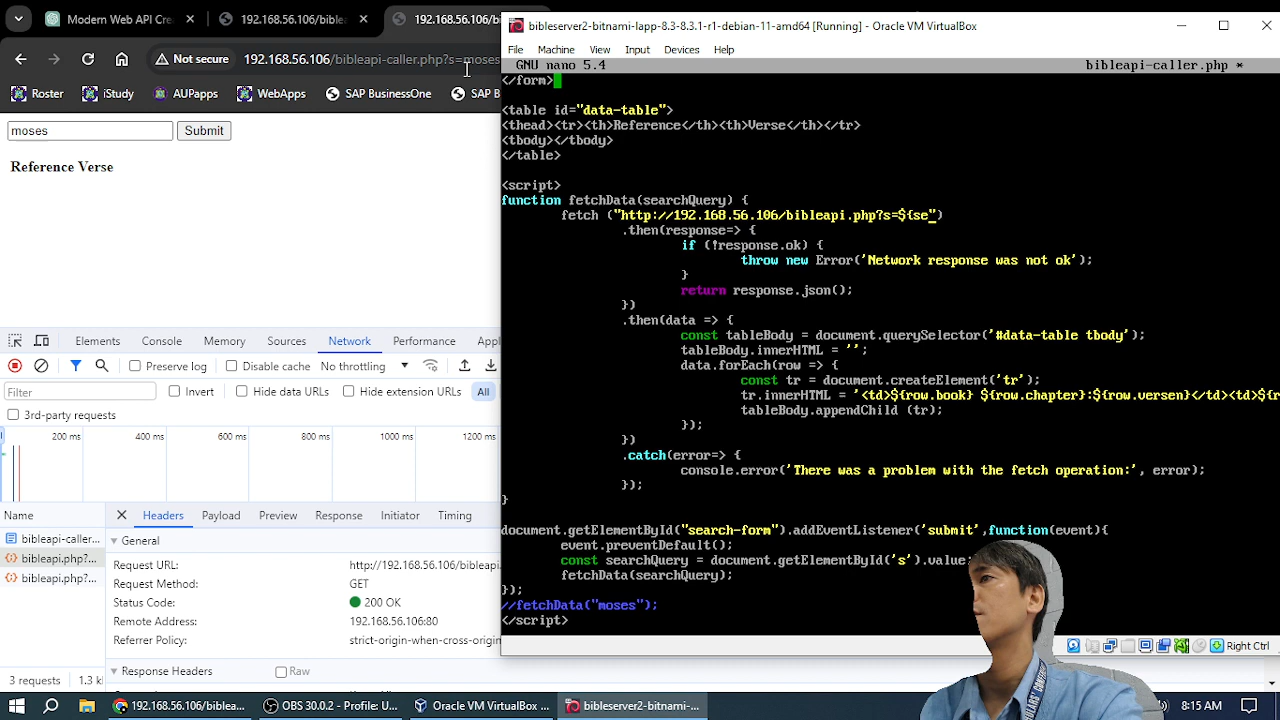 Modern Web API Cre
192.168.56.106/bible
192.168.56.10
Not secure
192.168.56.106/bibleapi-caller.php?s=moses
Roster
iStudy
AUPapps
WebApps
SAP BusinessOne
SAP B
moses
Submit
Reference Verse
Elements
Console
Memory
Sources
Network
Performance
Appl
Preserve log
Disable cache
No throttling
Filter
Invert
Hide data URLs
Hide extension URLs
All
3rd-party requests
200 ms
400 ms
600 ms
800 ms
1000 ms
1200 ms
Name
Headers
Payload
Preview
Response
Initiator
Timing
bibleapi-caller...
bibleapi.php?...
bibleapi.php?...
General
Request URL:
http://192.168.56.106/bibleap
Request Method:
GET
Status Code:
200 OK
Remote Address:
192.168.56.106:80
Referrer Policy:
strict-origin-when-cross-origin
Response Headers
Raw
3 requests
1.3 k
bibleserver2-bitnami-lapp-8.3-8.3.1-r1-debian-11-amd64 [Running] - Oracle VM VirtualBox
File
Machine
View
Input
Devices
Help
GNU nano 5.4
bibleapi-caller.php *
</form>
<table id="data-table">
<thead><tr><th>Reference</th><th>Verse</th></tr>
<tbody></tbody>
</table>
<script>
function fetchData(searchQuery) {
fetch ("http://192.168.56.106/bibleapi.php?s=${se_")
.then(response=> {
if (!response.ok) {
throw new Error('Network response was not ok');
}
return response.json();
})
.then(data => {
const tableBody = document.querySelector('#data-table tbody');
tableBody.innerHTML = '';
data.forEach(row => {
const tr = document.createElement('tr');
tr.innerHTML = '<td>${row.book} ${row.chapter}:${row.versen}</td><td>${r
tableBody.appendChild (tr);
});
})
.catch(error=> {
console.error('There was a problem with the fetch operation:', error);
});
}
document.getElementById("search-form").addEventListener('submit',function(event){
event.preventDefault();
const searchQuery = document.getElementById('s').value;
fetchData(searchQuery);
});
//fetchData("moses");
</script>
Right Ctrl
192.168.56.106/bible...
OBS 30.0.2 - Profile: U...
Oracle VM VirtualBox ...
bibleserver2-bitnami-...
8:15 AM